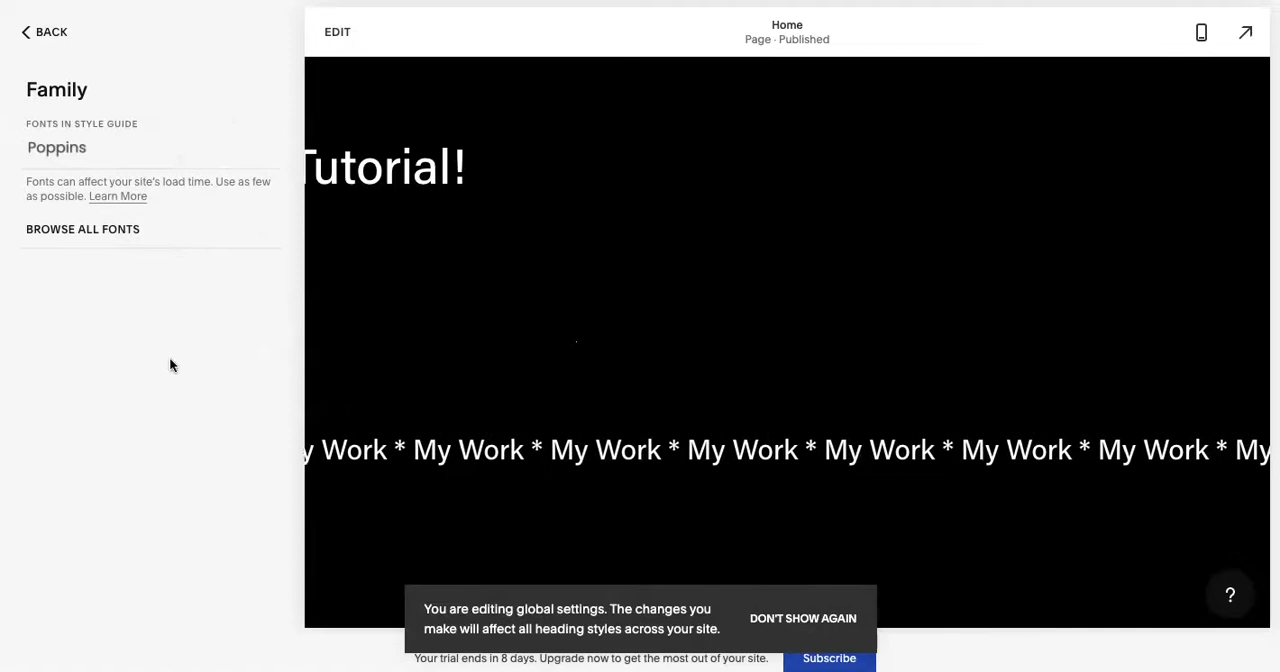 BACK
Family
FONTS IN STYLE GUIDE
Poppins
Fonts can affect your site's load time. Use as few
as possible. Learn More
BROWSE ALL FONTS
EDIT
Home
Page · Published
Tutorial!
y Work * My Work * My Work * My Work * My Work * My Work * My Work * My
?
You are editing global settings. The changes you
make will affect all heading styles across your site.
DON'T SHOW AGAIN
Your trial ends in 8 days. Upgrade now to get the most out of your site.
Subscribe